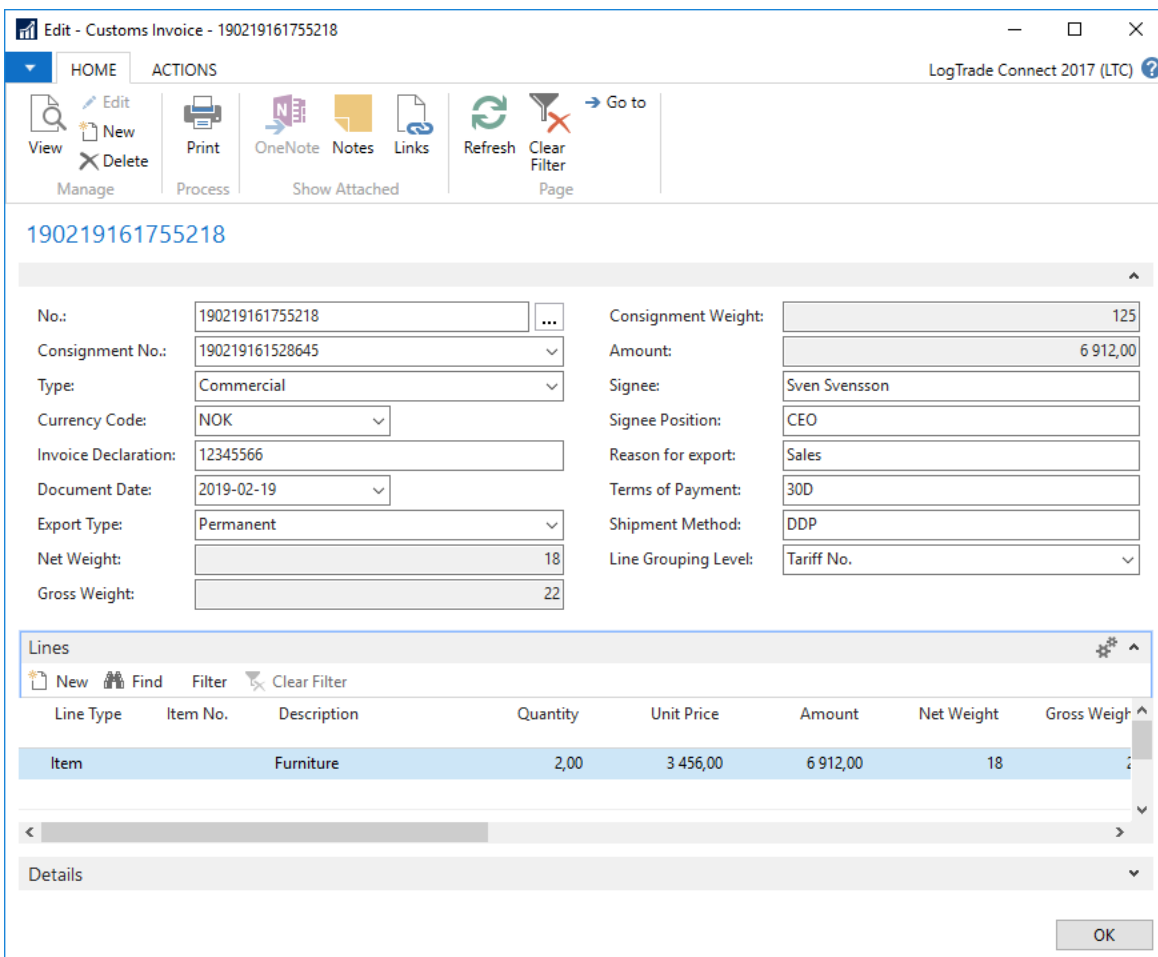 Edit - Customs Invoice - 190219161755218
HOME ACTIONS LogTrade Connect 2017 (LTC) ?
View Edit New Delete Print OneNote Notes Links Refresh Clear Filter Go to
Manage Process Show Attached Page
190219161755218
No.: 190219161755218 ...
Consignment No.: 190219161528645
Type: Commercial
Currency Code: NOK
Invoice Declaration: 12345566
Document Date: 2019-02-19
Export Type: Permanent
Net Weight: 18
Gross Weight: 22
Consignment Weight: 125
Amount: 6 912,00
Signee: Sven Svensson
Signee Position: CEO
Reason for export: Sales
Terms of Payment: 30D
Shipment Method: DDP
Line Grouping Level: Tariff No.
Lines
New Find Filter Clear Filter
Line Type Item No. Description Quantity Unit Price Amount Net Weight Gross Weigh
Item Furniture 2,00 3 456,00 6 912,00 18
Details
OK